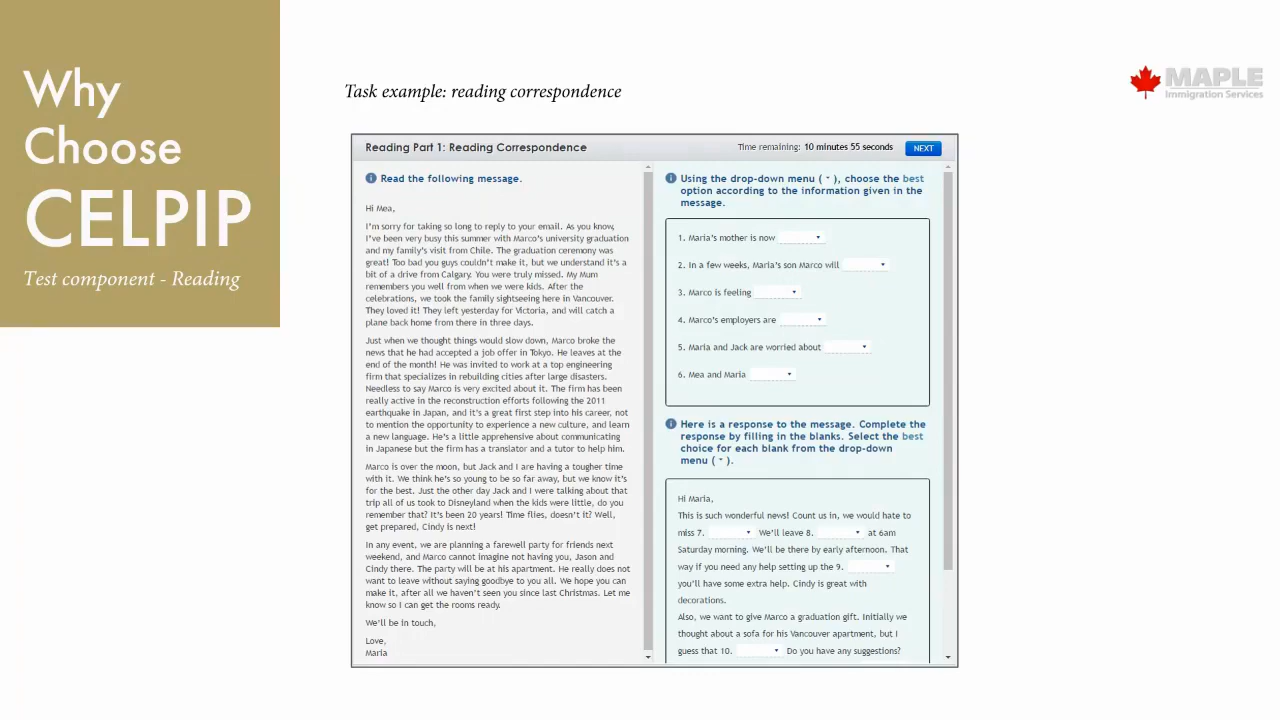 Why
Choose
CELPIP
Test component - Reading
Task example: reading correspondence
MAPLE
Immigration Services
Reading Part 1: Reading Correspondence
Time remaining: 10 minutes 55 seconds
NEXT
Read the following message.
Hi Mea,
I'm sorry for taking so long to reply to your email. As you know,
I've been very busy this summer with Marco's university graduation
and my family's visit from Chile. The graduation ceremony was
great! Too bad you guys couldn't make it, but we understand it's a
bit of a drive from Calgary. You were truly missed. My Mum
remembers you well from when we were kids. After the
celebrations, we took the family sightseeing here in Vancouver.
They loved it! They left yesterday for Victoria, and will catch a
plane back home from there in three days.
Just when we thought things would slow down, Marco broke the
news that he had accepted a job offer in Tokyo. He leaves at the
end of the month! He was invited to work at a top engineering
firm that specializes in rebuilding cities after large disasters.
Needless to say Marco is very excited about it. The firm has been
really active in the reconstruction efforts following the 2011
earthquake in Japan, and it's a great first step into his career, not
to mention the opportunity to experience a new culture, and learn
a new language. He's a little apprehensive about communicating
in Japanese but the firm has a translator and a tutor to help him.
Marco is over the moon, but Jack and I are having a tougher time
with it. We think he's so young to be so far away, but we know it's
for the best. Just the other day Jack and I were talking about that
trip all of us took to Disneyland when the kids were little, do you
remember that? It's been 20 years! Time flies, doesn't it? Well,
get prepared, Cindy is next!
In any event, we are planning a farewell party for friends next
weekend, and Marco cannot imagine not having you, Jason and
Cindy there. The party will be at his apartment. He really does not
want to leave without saying goodbye to you all. We hope you can
make it, after all we haven't seen you since last Christmas. Let me
know so I can get the rooms ready.
We'll be in touch,
Love,
Maria
Using the drop-down menu ( ), choose the best
option according to the information given in the
message.
1. Maria's mother is now
2. In a few weeks, Maria's son Marco will
3. Marco is feeling
4. Marco's employers are
5. Maria and Jack are worried about
6. Mea and Maria
Here is a response to the message. Complete the
response by filling in the blanks. Select the best
choice for each blank from the drop-down
menu ( ).
Hi Maria,
This is such wonderful news! Count us in, we would hate to
miss 7. We'll leave 8. at 6am
Saturday morning. We'll be there by early afternoon. That
way if you need any help setting up the 9.
you'll have some extra help. Cindy is great with
decorations.
Also, we want to give Marco a graduation gift. Initially we
thought about a sofa for his Vancouver apartment, but I
guess that 10. Do you have any suggestions?